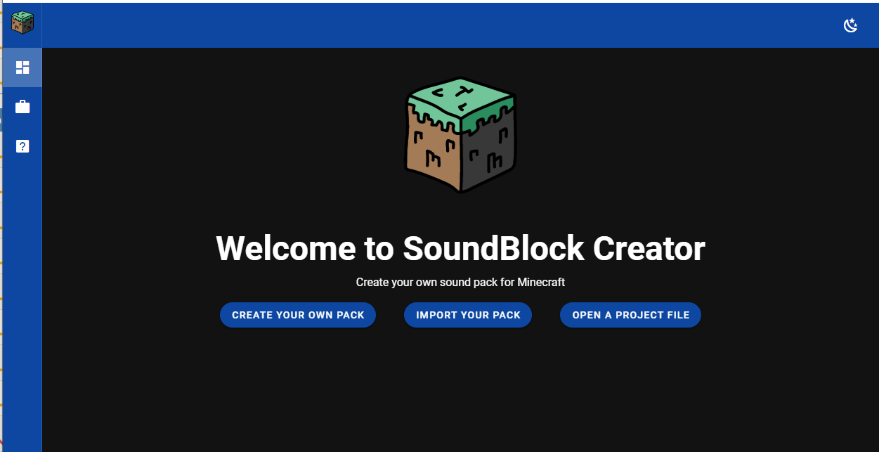 Welcome to SoundBlock Creator
Create your own sound pack for Minecraft
CREATE YOUR OWN PACK
IMPORT YOUR PACK
OPEN A PROJECT FILE